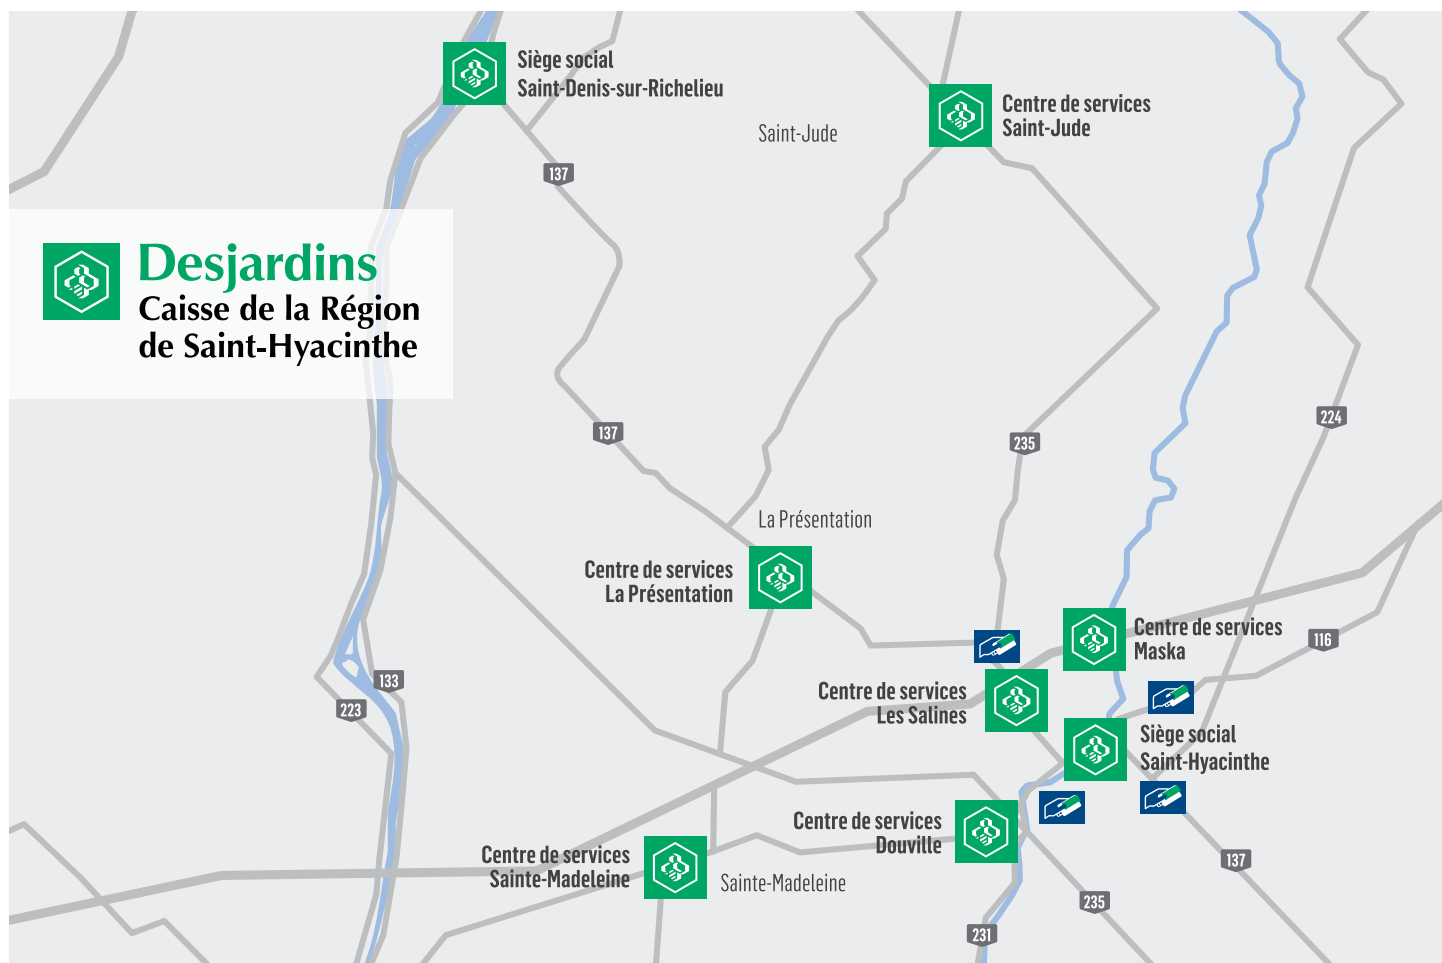 Siège social
Saint-Denis-sur-Richelieu
Centre de services
Saint-Jude
Saint-Jude
137
Desjardins
Caisse de la Région
de Saint-Hyacinthe
137
235
224
La Présentation
Centre de services
La Présentation
Centre de services
Maska
116
133
223
Centre de services
Les Salines
Siège social
Saint-Hyacinthe
Centre de services
Douville
Centre de services
Sainte-Madeleine
Sainte-Madeleine
137
235
231